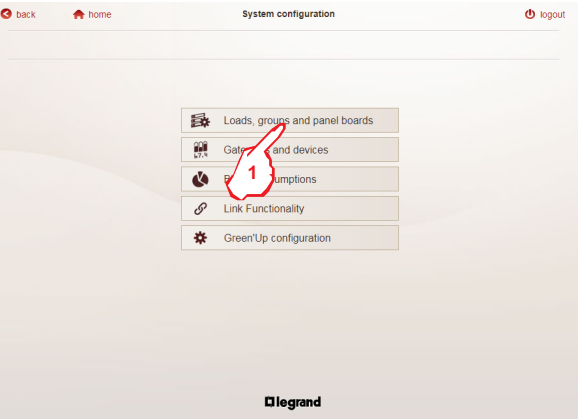 back
home
System configuration
logout
Loads, groups and panel boards
and devices
1
Link Functionality
Green'Up configuration
legrand